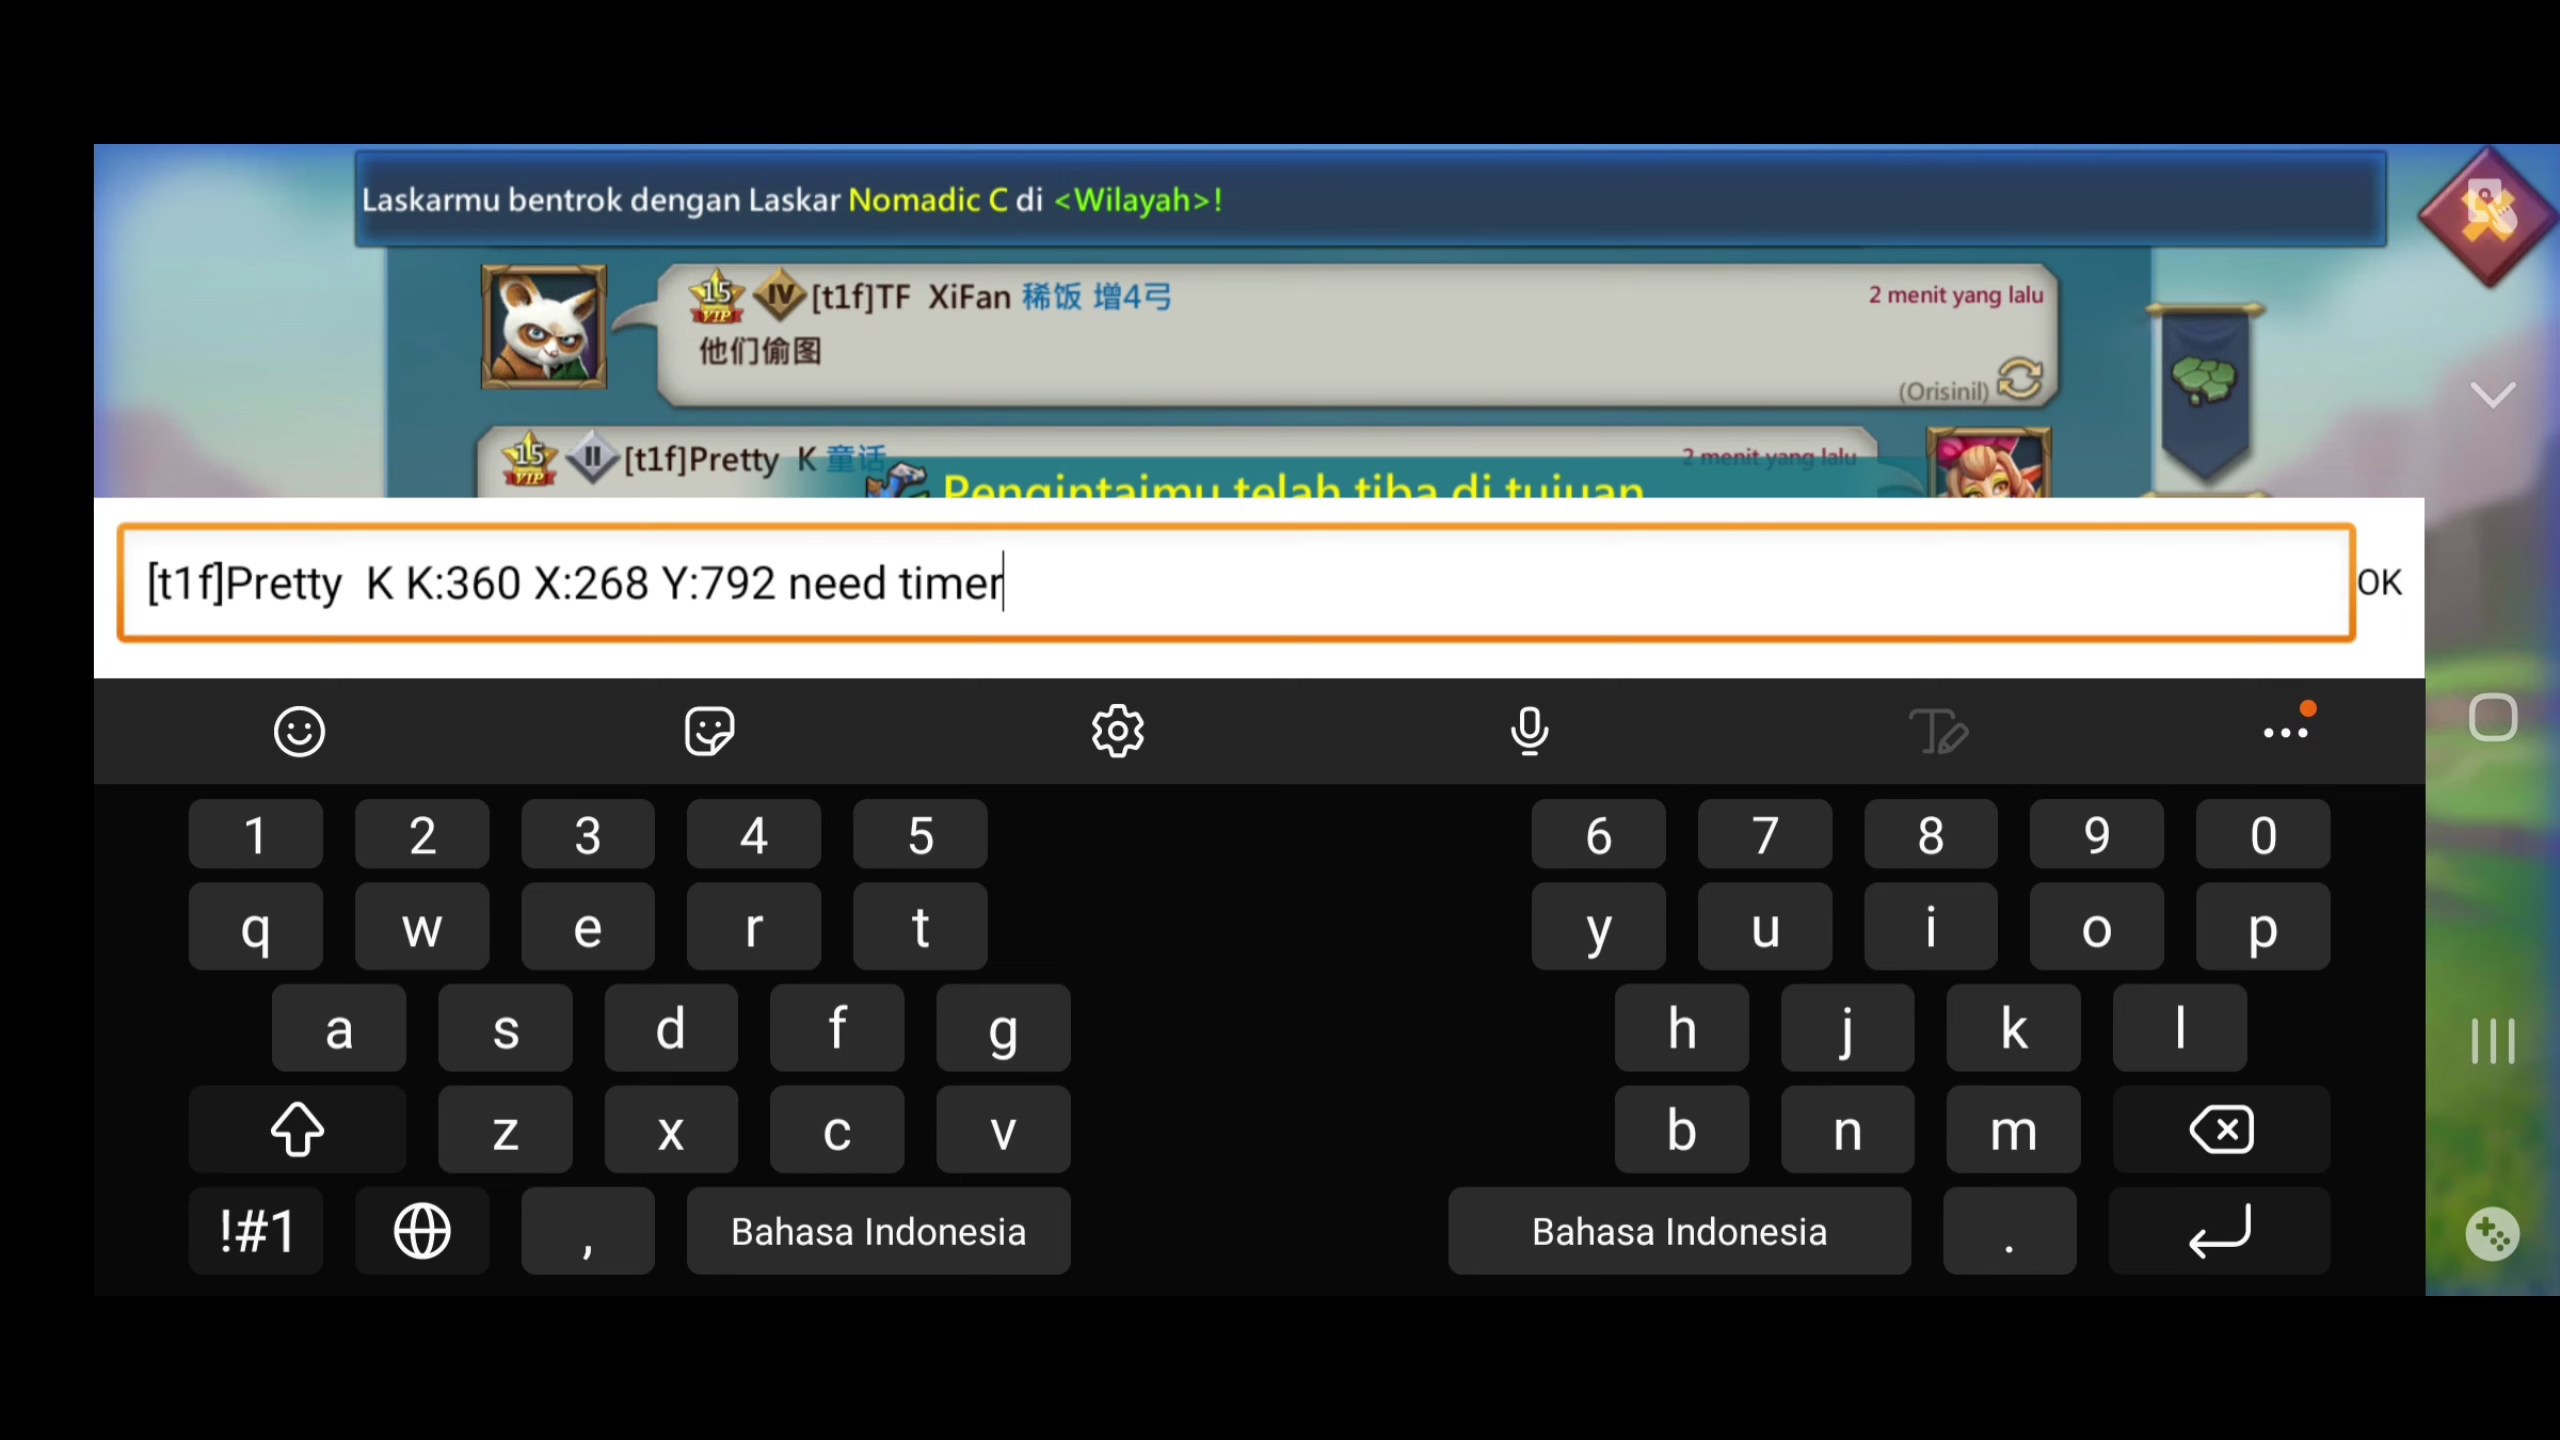 Laskarmu bentrok dengan Laskar Nomadic C di <Wilayah>!
15 VIP IV [t1f]TF XiFan 稀饭 增4弓 2 menit yang lalu
他们偷图
(Orisinil)
15 VIP II [t1f]Pretty K 童话 2 menit yang lalu
Pengintaimu telah tiba di tujuan
[t1f]Pretty K K:360 X:268 Y:792 need timer OK
1 2 3 4 5 6 7 8 9 0
q w e r t y u i o p
a s d f g h j k l
z x c v b n m
!#1 , Bahasa Indonesia Bahasa Indonesia .